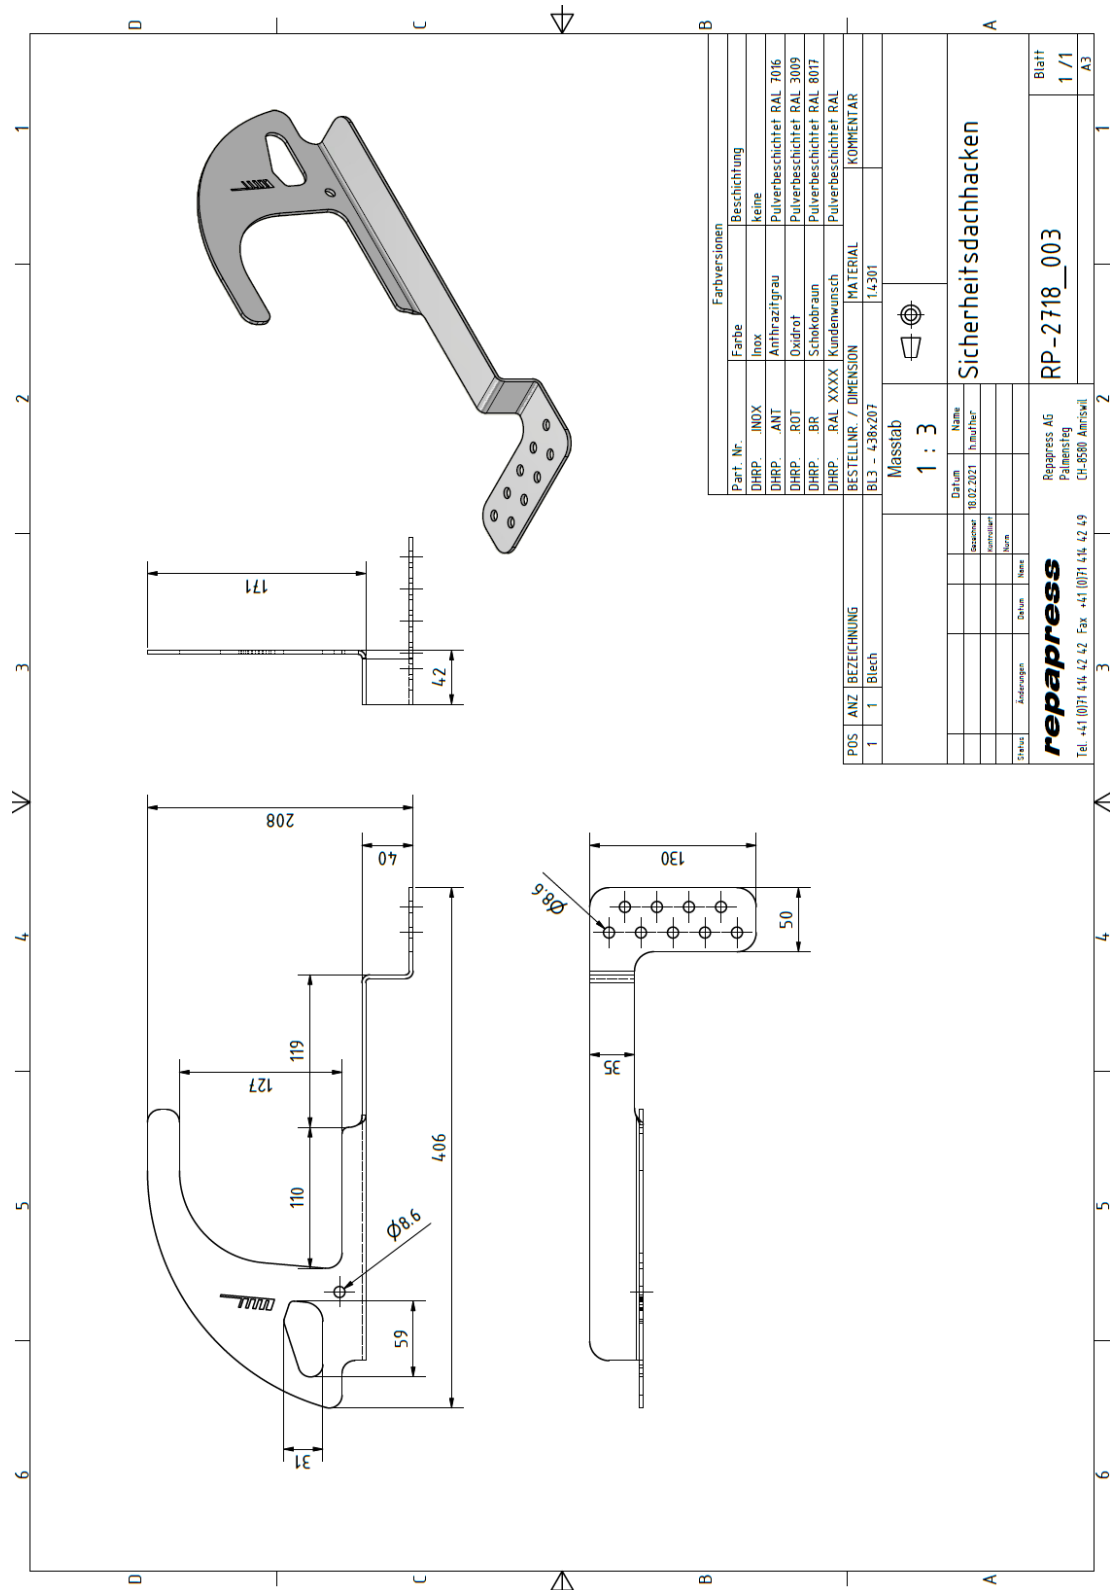 6
5
4
3
2
1
D
C
B
A
31
59
110
119
127
Ø8.6
406
40
208
42
171
Ø8.6
35
50
130
Farbversionen
Part. Nr. Farbe Beschichtung
DHRP. .INOX Inox keine
DHRP. .ANT Anthrazitgrau Pulverbeschichtet RAL 7016
DHRP. .ROT Oxidrot Pulverbeschichtet RAL 3009
DHRP. .BR Schokobraun Pulverbeschichtet RAL 8017
DHRP. .RAL XXXX Kundenwunsch Pulverbeschichtet RAL
POS ANZ BEZEICHNUNG BESTELLNR. / DIMENSION MATERIAL KOMMENTAR
1 1 Blech BL3 - 438x207 1.4301
Masstab
1 : 3
Datum Name
Gezeichnet 18.02.2021 h.muther
Kontrolliert
Norm
Status Änderungen Datum Name
Sicherheitsdachhacken
repapress
Tel. +41 (0)71 414 42 42 Fax +41 (0)71 414 42 49
Repapress AG
Palmensteg
CH-8580 Amriswil
RP-2718_003
Blatt
1 / 1
A3
D
C
B
A
6
5
4
3
2
1